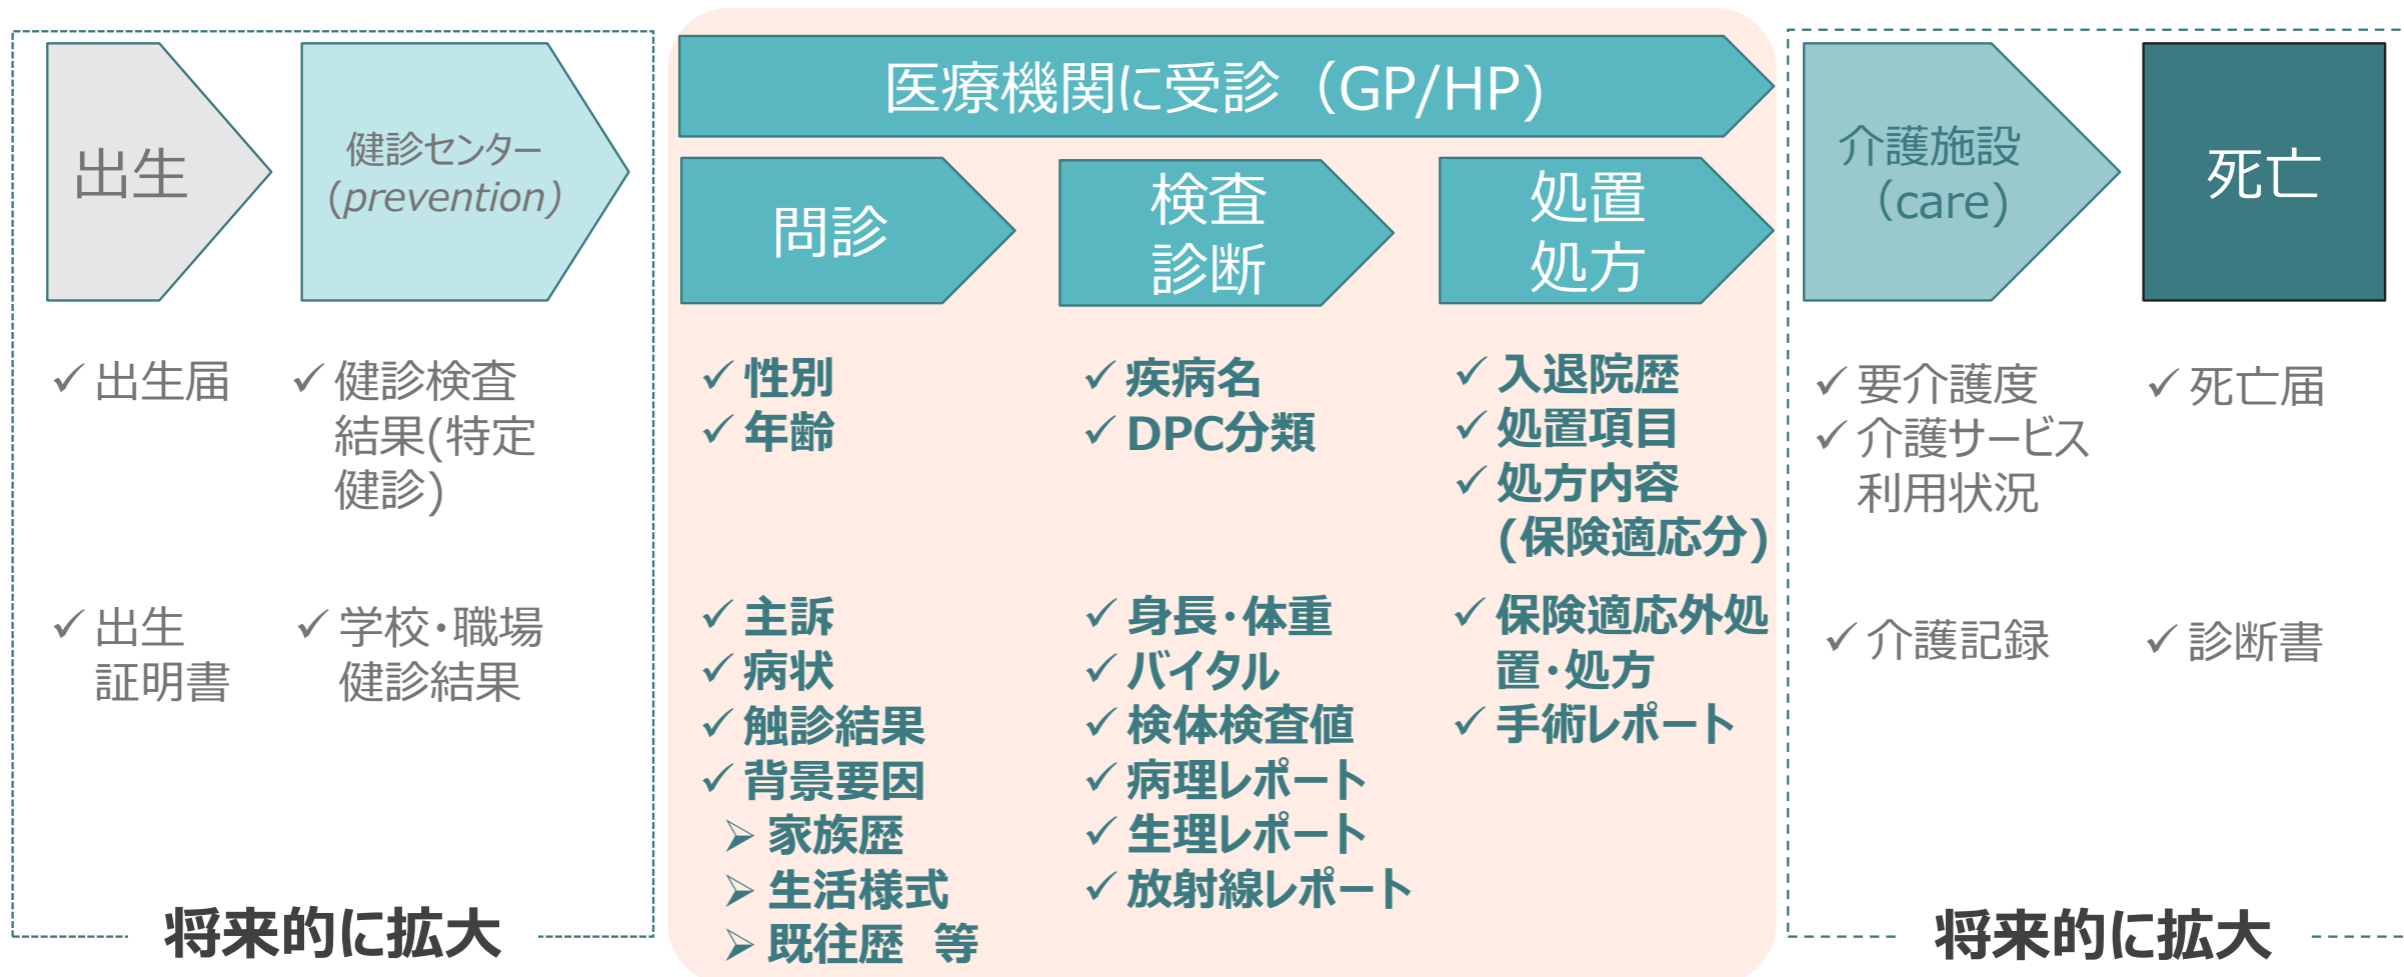 出生
✓出生届
✓出生
証明書
健診センター
(prevention)
✓健診検査
結果(特定
健診)
✓学校・職場
健診結果
将来的に拡大
医療機関に受診（GP/HP)
問診
✓性別
✓年齢
✓主訴
✓病状
✓触診結果
✓背景要因
➢家族歴
➢生活様式
➢既往歴 等
検査
診断
✓疾病名
✓DPC分類
✓身長・体重
✓バイタル
✓検体検査値
✓病理レポート
✓生理レポート
✓放射線レポート
処置
処方
✓入退院歴
✓処置項目
✓処方内容
(保険適応分)
✓保険適応外処
置・処方
✓手術レポート
介護施設
（care)
✓要介護度
✓介護サービス
利用状況
✓介護記録
死亡
✓死亡届
✓診断書
将来的に拡大